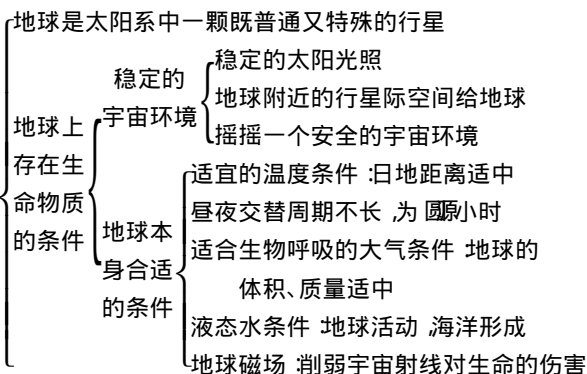 地球是太阳系中一颗既普通又特殊的行星
地球上
存在生
命物质
的条件
稳定的
宇宙环境
稳定的太阳光照
地球附近的行星际空间给地球
摇摇一个安全的宇宙环境
地球本
身合适
的条件
适宜的温度条件:日地距离适中
昼夜交替周期不长,为 小时
适合生物呼吸的大气条件:地球的
体积、质量适中
液态水条件:地球活动,海洋形成
地球磁场:削弱宇宙射线对生命的伤害